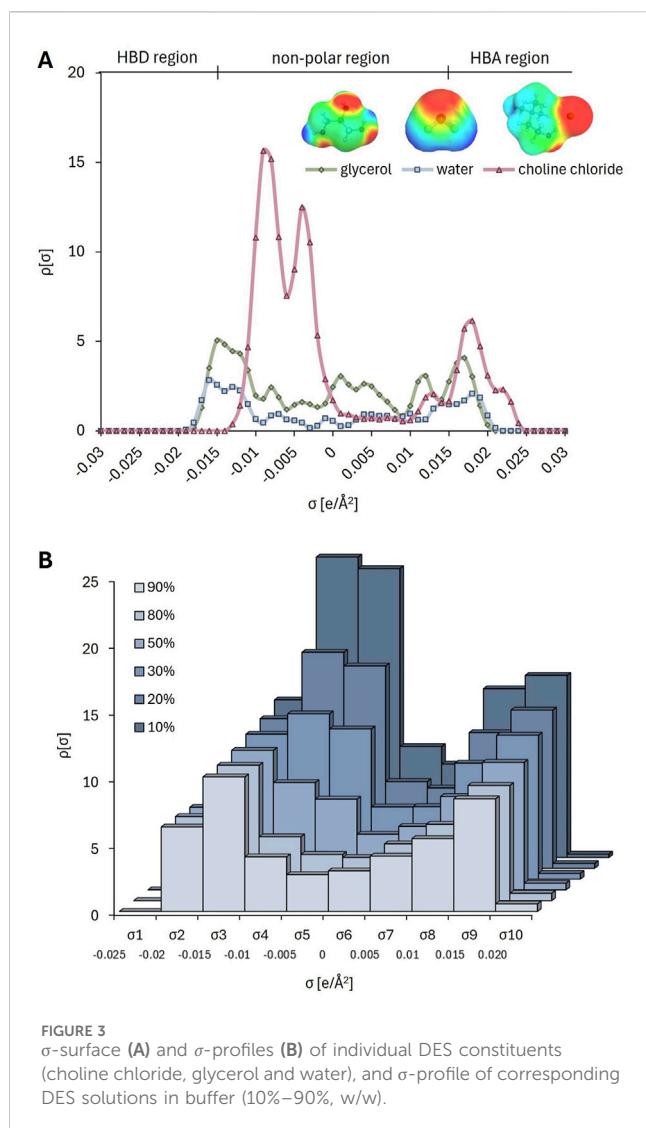 A
HBD region non-polar region HBA region
20
15
10
5
0
ρ[σ]
glycerol water choline chloride
-0.03 -0.025 -0.02 -0.015 -0.01 -0.005 0 0.005 0.01 0.015 0.02 0.025 0.03
σ [e/Å²]
B
25
20
15
10
5
0
ρ[σ]
90%
80%
50%
30%
20%
10%
σ1 σ2 σ3 σ4 σ5 σ6 σ7 σ8 σ9 σ10
-0.025 -0.02 -0.015 -0.01 -0.005 0 0.005 0.01 0.015 0.020
σ [e/Å²]
FIGURE 3
σ-surface (A) and σ-profiles (B) of individual DES constituents
(choline chloride, glycerol and water), and σ-profile of corresponding
DES solutions in buffer (10%–90%, w/w).